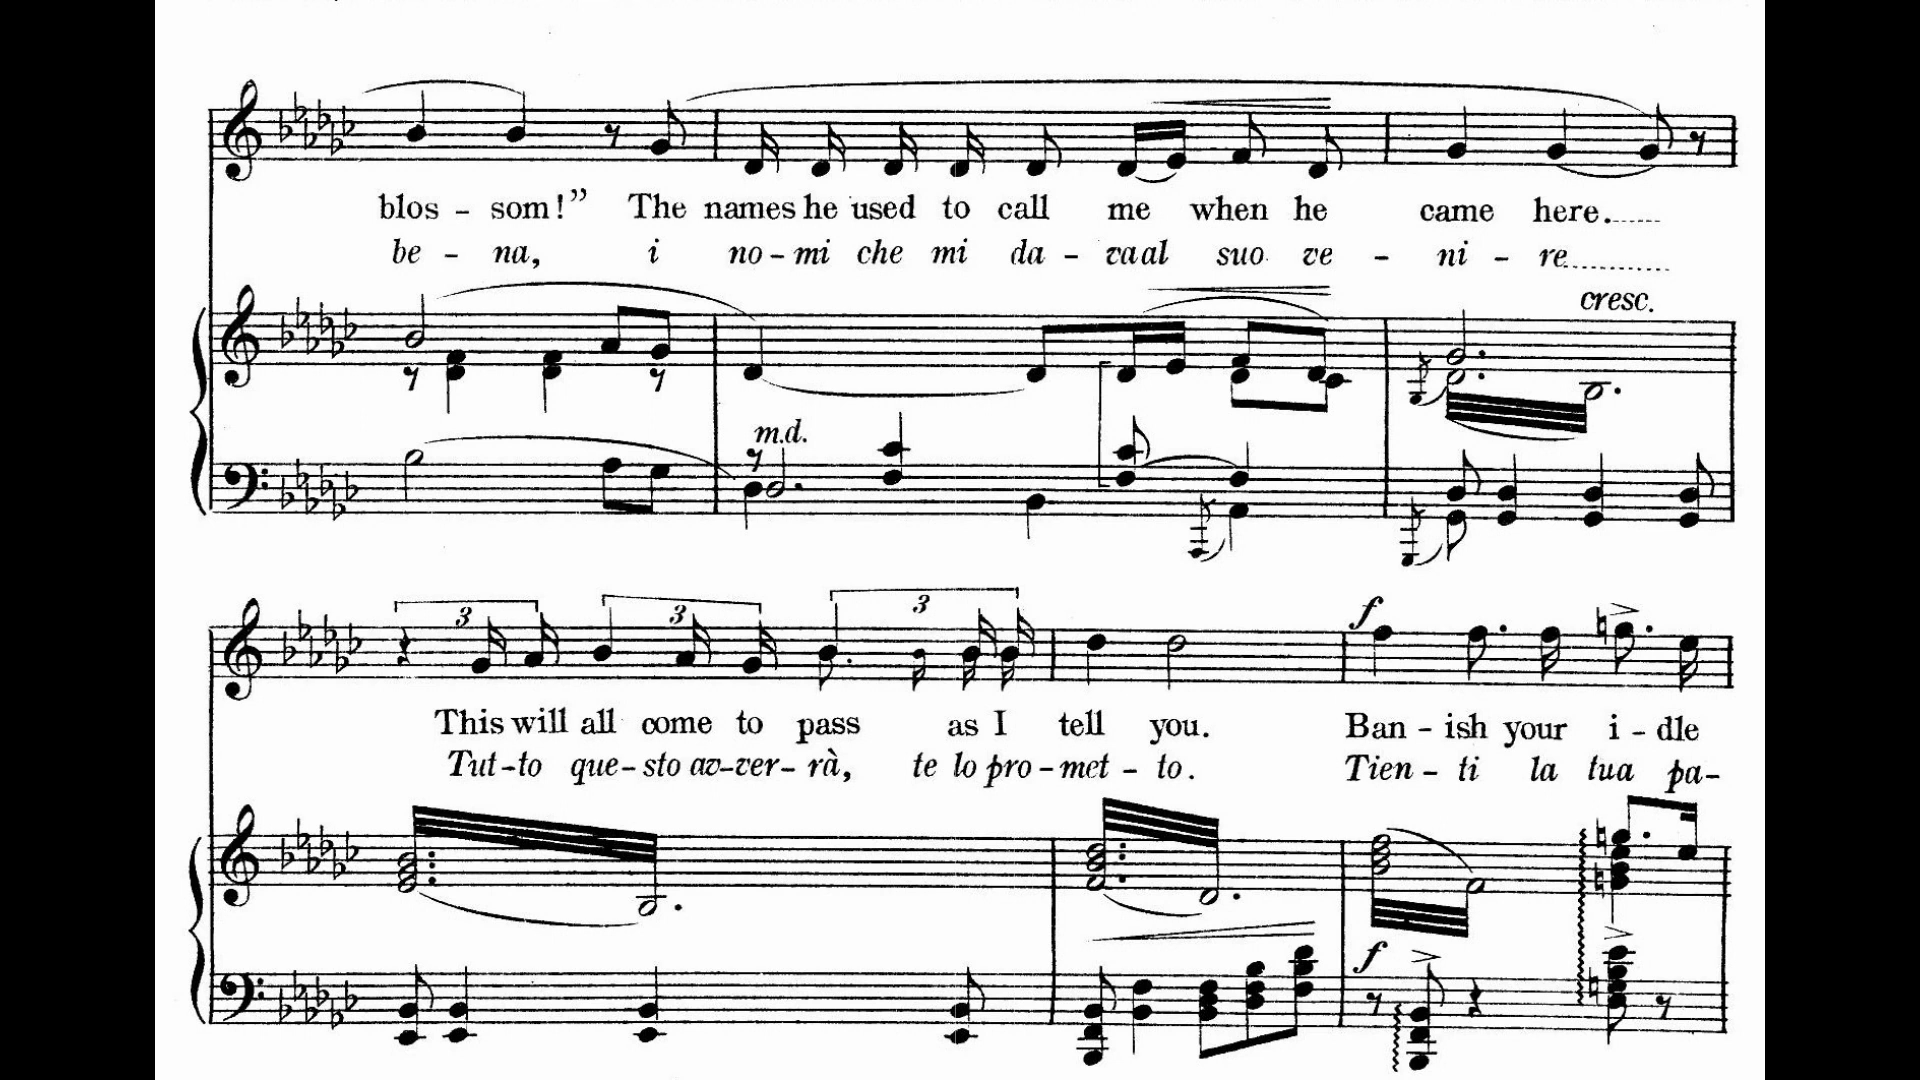 blos - som!” The names he used to call me when he came here.
be - na, i no - mi che mi da - vaal suo ve - ni - re
cresc.
m.d.
3 3 3
f
This will all come to pass as I tell you. Ban - ish your i - dle
Tut - to que - sto av - ver - rà, te lo pro - met - to. Tien - ti la tua pa -
f